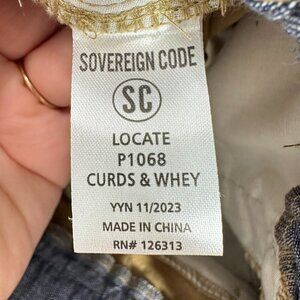 SOVEREIGN CODE
SC
LOCATE
P1068
CURDS & WHEY
YYN 11/2023
MADE IN CHINA
RN# 126313